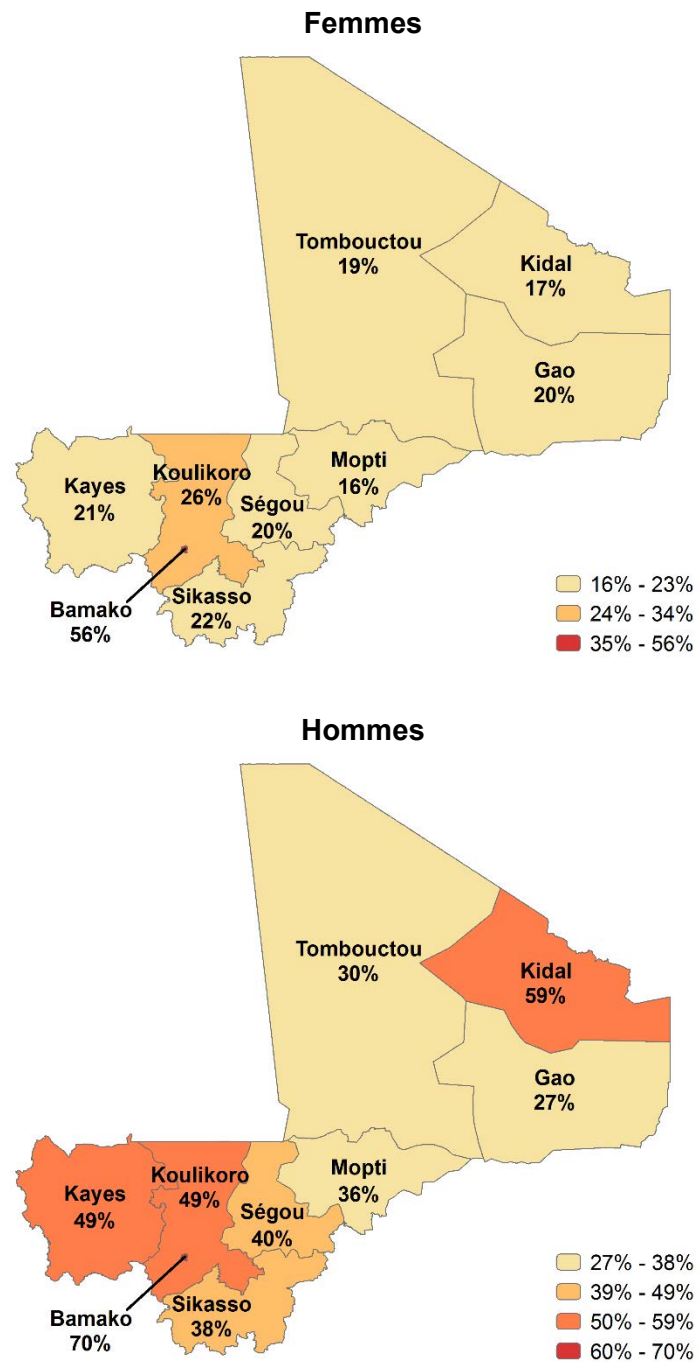 Femmes
Tombouctou
19%
Kidal
17%
Gao
20%
Mopti
16%
Koulikoro
26%
Kayes
21%
Ségou
20%
Bamako
56%
Sikasso
22%
16% - 23%
24% - 34%
35% - 56%
Hommes
Tombouctou
30%
Kidal
59%
Gao
27%
Mopti
36%
Koulikoro
49%
Kayes
49%
Ségou
40%
Bamako
70%
Sikasso
38%
27% - 38%
39% - 49%
50% - 59%
60% - 70%